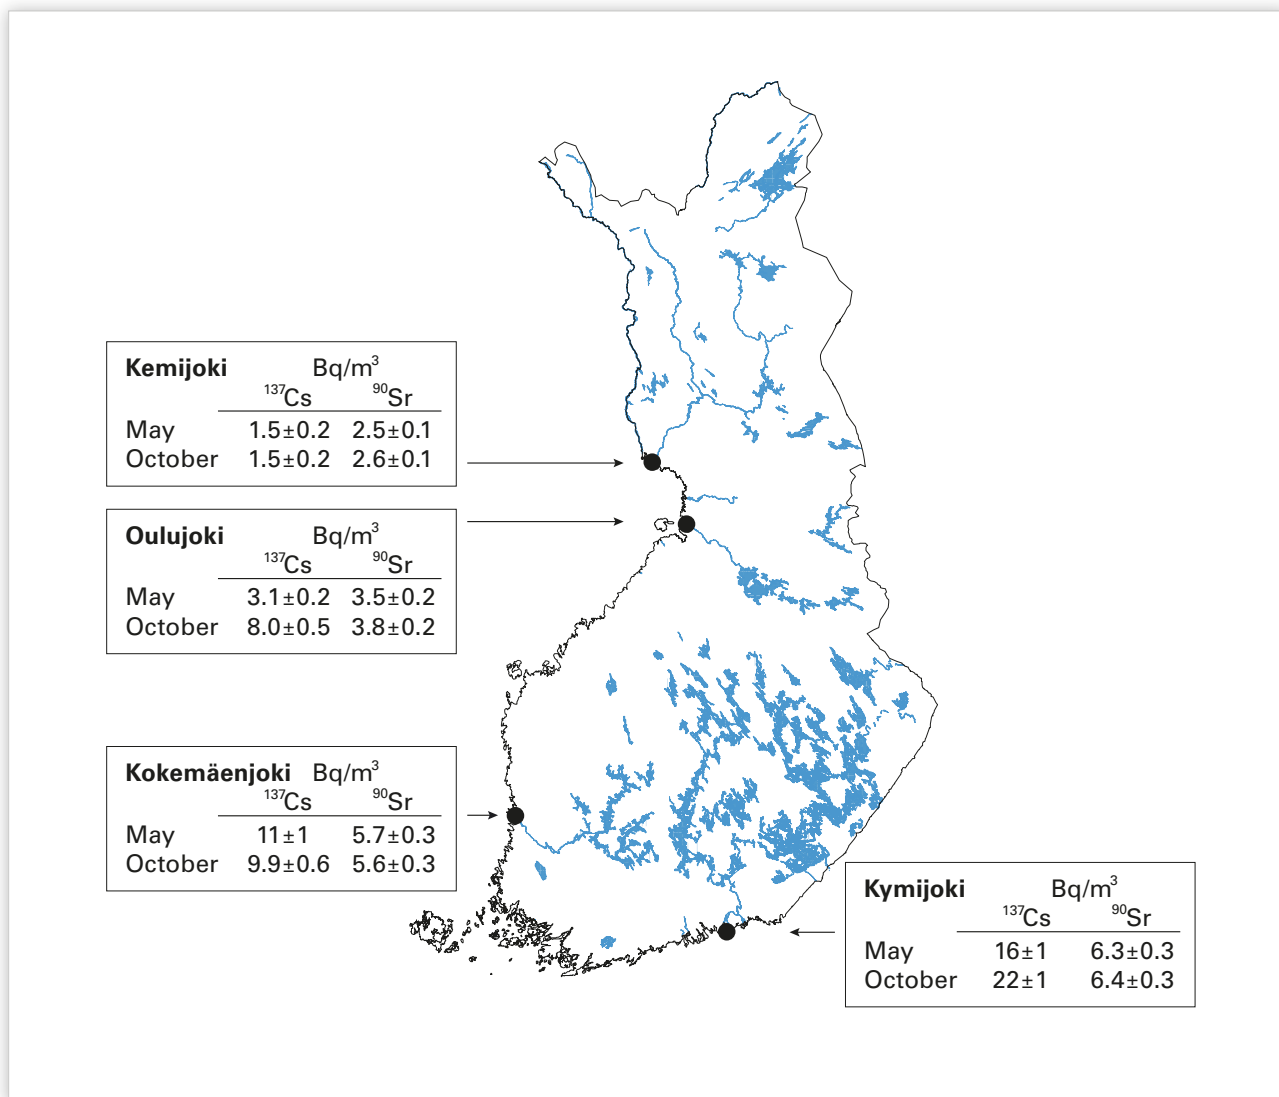 Kemijoki Bq/m³
¹³⁷Cs ⁹⁰Sr
May 1.5±0.2 2.5±0.1
October 1.5±0.2 2.6±0.1
Oulujoki Bq/m³
¹³⁷Cs ⁹⁰Sr
May 3.1±0.2 3.5±0.2
October 8.0±0.5 3.8±0.2
Kokemäenjoki Bq/m³
¹³⁷Cs ⁹⁰Sr
May 11±1 5.7±0.3
October 9.9±0.6 5.6±0.3
Kymijoki Bq/m³
¹³⁷Cs ⁹⁰Sr
May 16±1 6.3±0.3
October 22±1 6.4±0.3